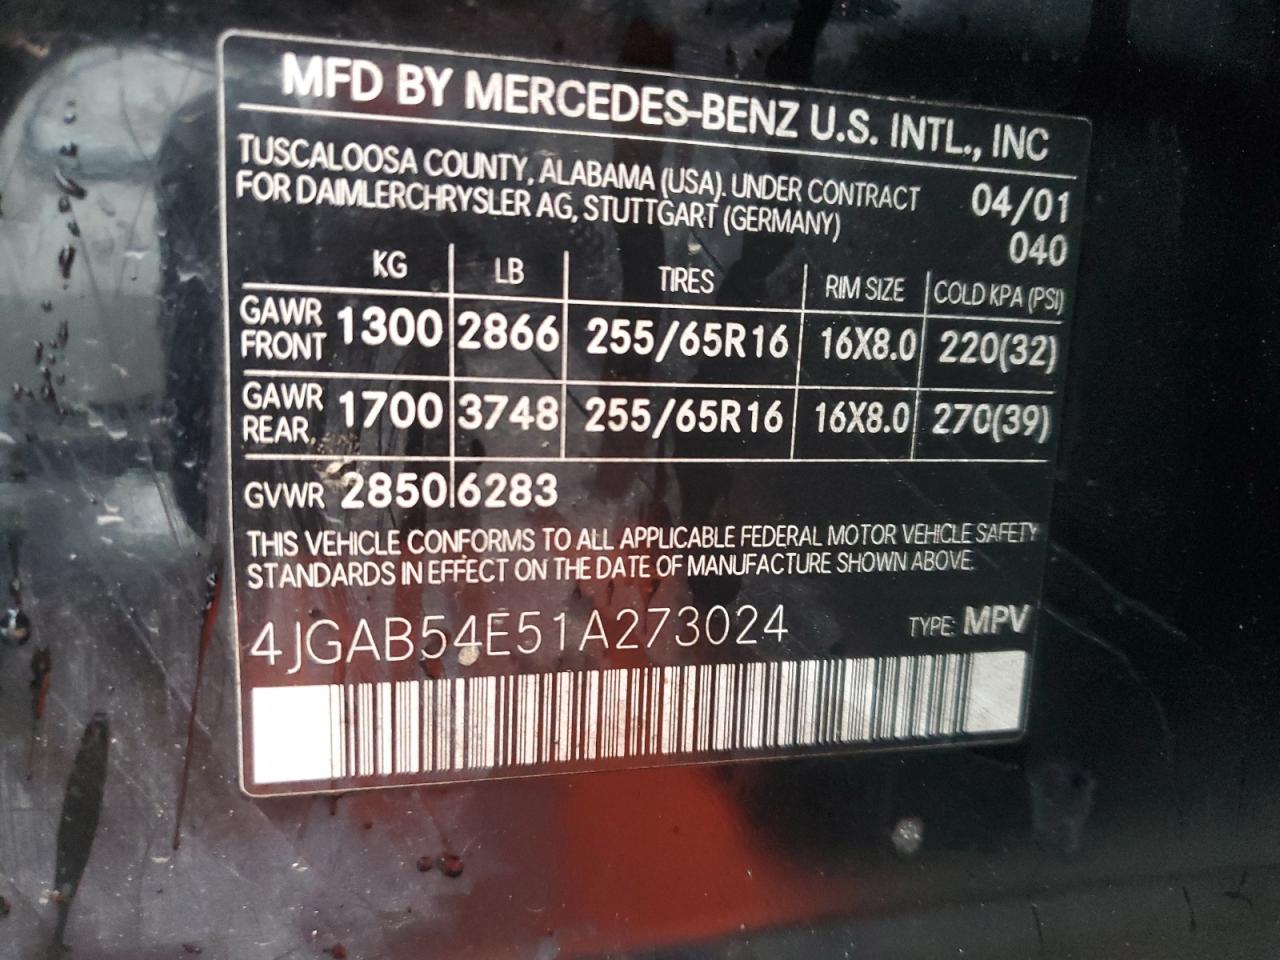 MFD BY MERCEDES-BENZ U.S. INTL., INC
TUSCALOOSA COUNTY, ALABAMA (USA). UNDER CONTRACT 04/01
FOR DAIMLERCHRYSLER AG, STUTTGART (GERMANY) 040
KG LB TIRES RIM SIZE COLD KPA (PSI)
GAWR FRONT 1300 2866 255/65R16 16X8.0 220(32)
GAWR REAR 1700 3748 255/65R16 16X8.0 270(39)
GVWR 2850 6283
THIS VEHICLE CONFORMS TO ALL APPLICABLE FEDERAL MOTOR VEHICLE SAFETY
STANDARDS IN EFFECT ON THE DATE OF MANUFACTURE SHOWN ABOVE.
4JGAB54E51A273024 TYPE: MPV